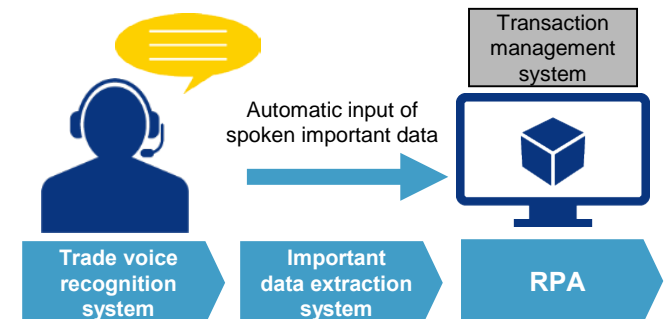 Transaction
management
system
Automatic input of
spoken important data
Trade voice
recognition
system
Important
data extraction
system
RPA